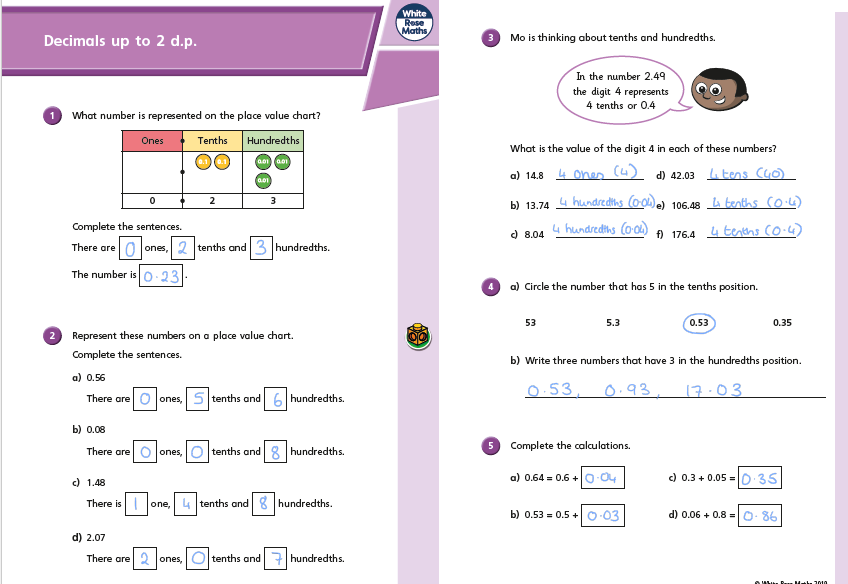 White
Rose
Maths
Decimals up to 2 d.p.
1 What number is represented on the place value chart?
Ones Tenths Hundredths
0.1 0.1 0.01 0.01
0.01
0 2 3
Complete the sentences.
There are 0 ones, 2 tenths and 3 hundredths.
The number is 0.23 .
2 Represent these numbers on a place value chart.
Complete the sentences.
a) 0.56
There are 0 ones, 5 tenths and 6 hundredths.
b) 0.08
There are 0 ones, 0 tenths and 8 hundredths.
c) 1.48
There is 1 one, 4 tenths and 8 hundredths.
d) 2.07
There are 2 ones, 0 tenths and 7 hundredths.
3 Mo is thinking about tenths and hundredths.
In the number 2.49
the digit 4 represents
4 tenths or 0.4
What is the value of the digit 4 in each of these numbers?
a) 14.8 4 ones (4) d) 42.03 4 tens (40)
b) 13.74 4 hundredths (0.04) e) 106.48 4 tenths (0.4)
c) 8.04 4 hundredths (0.04) f) 176.4 4 tenths (0.4)
4 a) Circle the number that has 5 in the tenths position.
53 5.3 0.53 0.35
b) Write three numbers that have 3 in the hundredths position.
0.53, 0.93, 17.03
5 Complete the calculations.
a) 0.64 = 0.6 + 0.04 c) 0.3 + 0.05 = 0.35
b) 0.53 = 0.5 + 0.03 d) 0.06 + 0.8 = 0.86
© White Rose Maths 2019